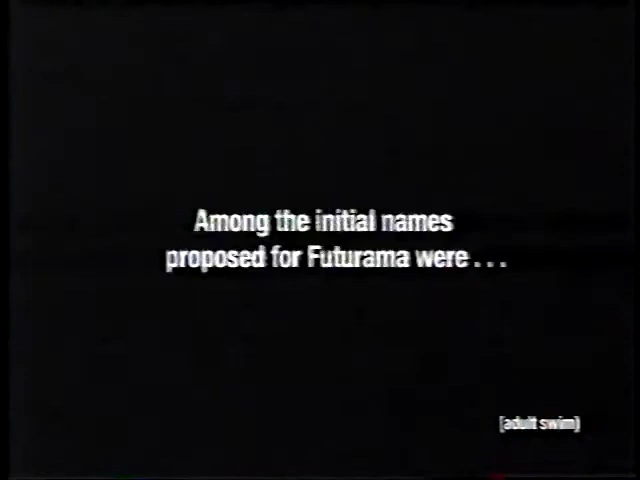 Among the initial names
proposed for Futurama were . . .
[adult swim]